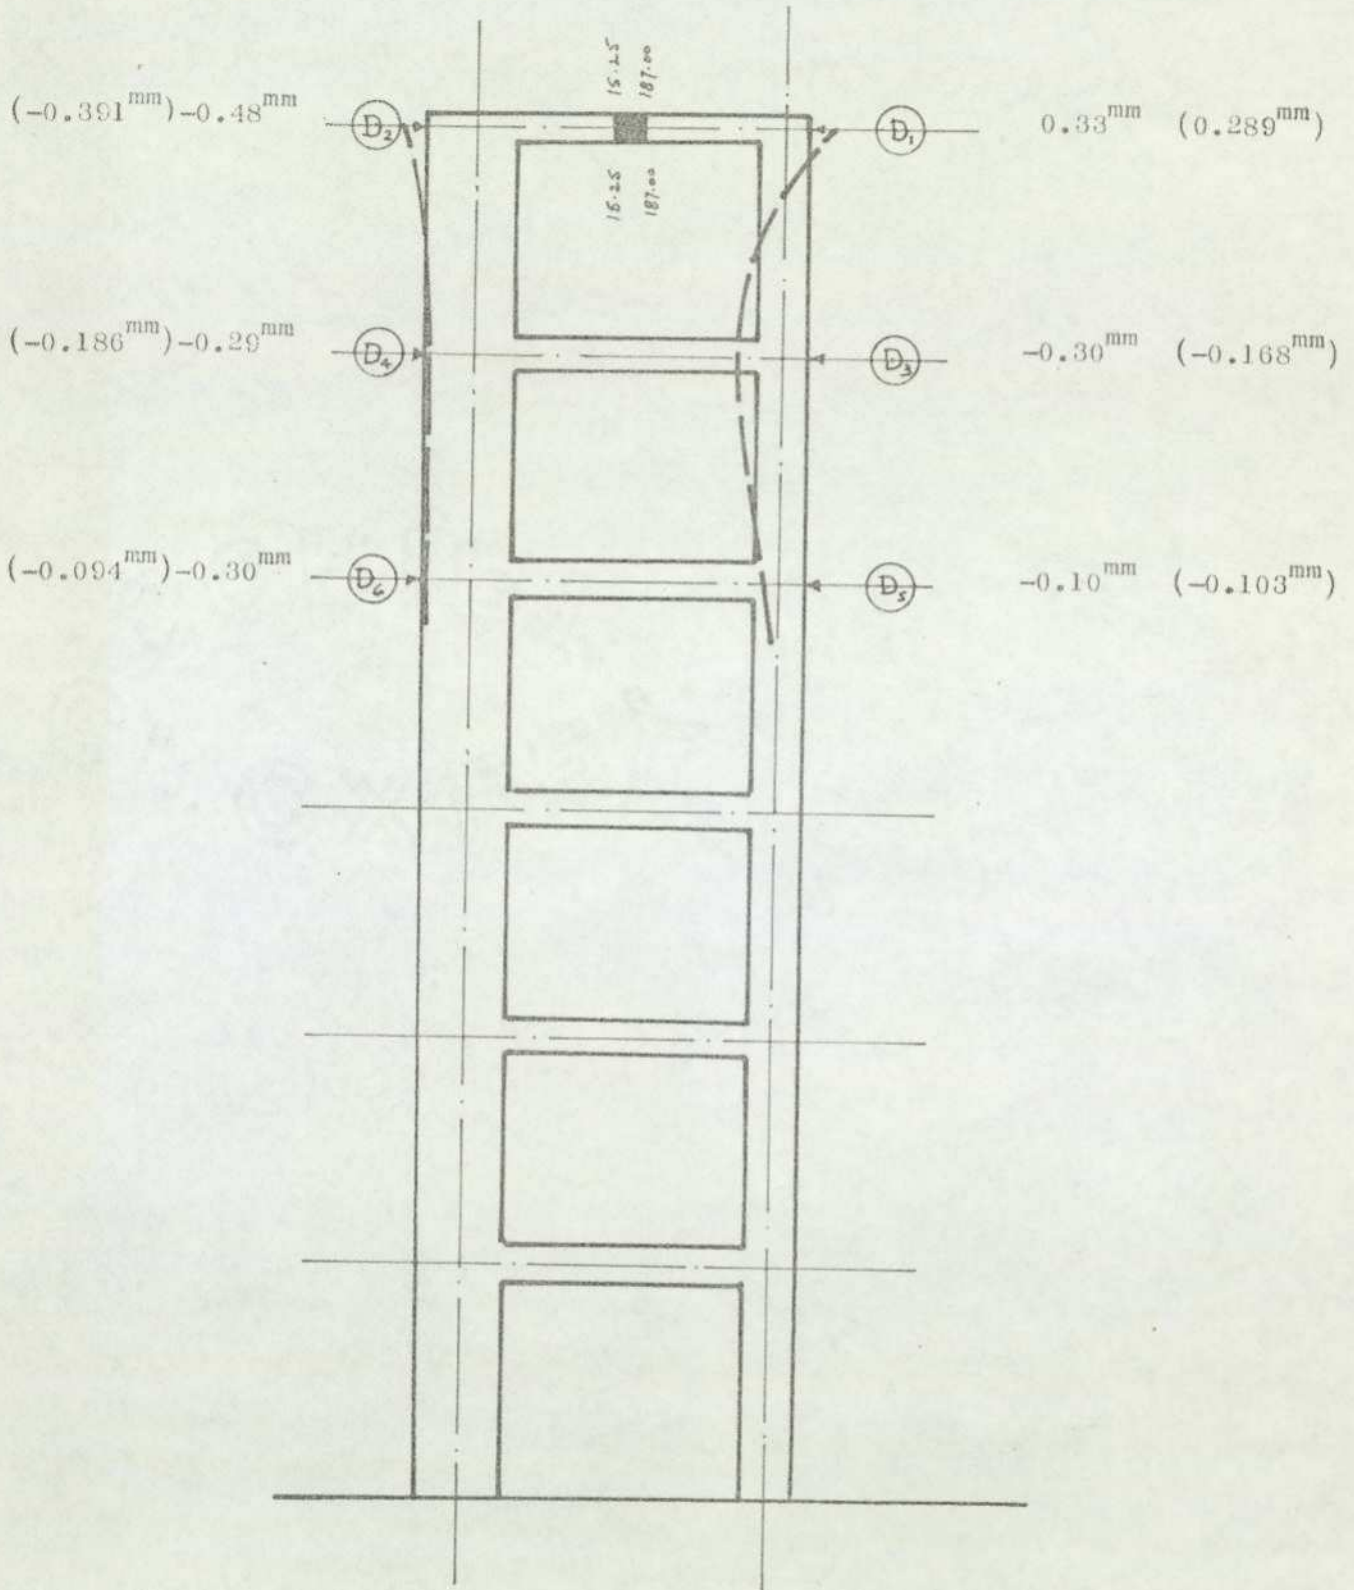 15.25 187.00
(-0.391mm)-0.48mm D2 D1 0.33mm (0.289mm)
15.25 187.00
(-0.186mm)-0.29mm D4 D3 -0.30mm (-0.168mm)
(-0.094mm)-0.30mm D6 D5 -0.10mm (-0.103mm)